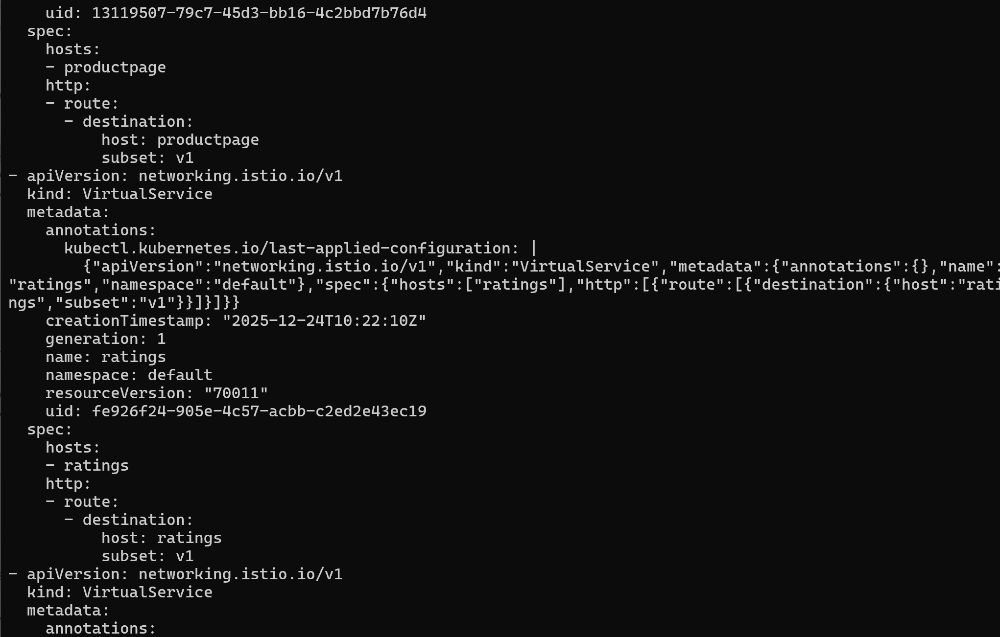 uid: 13119507-79c7-45d3-bb16-4c2bbd7b76d4
  spec:
    hosts:
    - productpage
    http:
    - route:
      - destination:
          host: productpage
          subset: v1
- apiVersion: networking.istio.io/v1
  kind: VirtualService
  metadata:
    annotations:
      kubectl.kubernetes.io/last-applied-configuration: |
        {"apiVersion":"networking.istio.io/v1","kind":"VirtualService","metadata":{"annotations":{},"name":
"ratings","namespace":"default"},"spec":{"hosts":["ratings"],"http":[{"route":[{"destination":{"host":"rati
ngs","subset":"v1"}}]}]}}
    creationTimestamp: "2025-12-24T10:22:10Z"
    generation: 1
    name: ratings
    namespace: default
    resourceVersion: "70011"
    uid: fe926f24-905e-4c57-acbb-c2ed2e43ec19
  spec:
    hosts:
    - ratings
    http:
    - route:
      - destination:
          host: ratings
          subset: v1
- apiVersion: networking.istio.io/v1
  kind: VirtualService
  metadata:
    annotations: